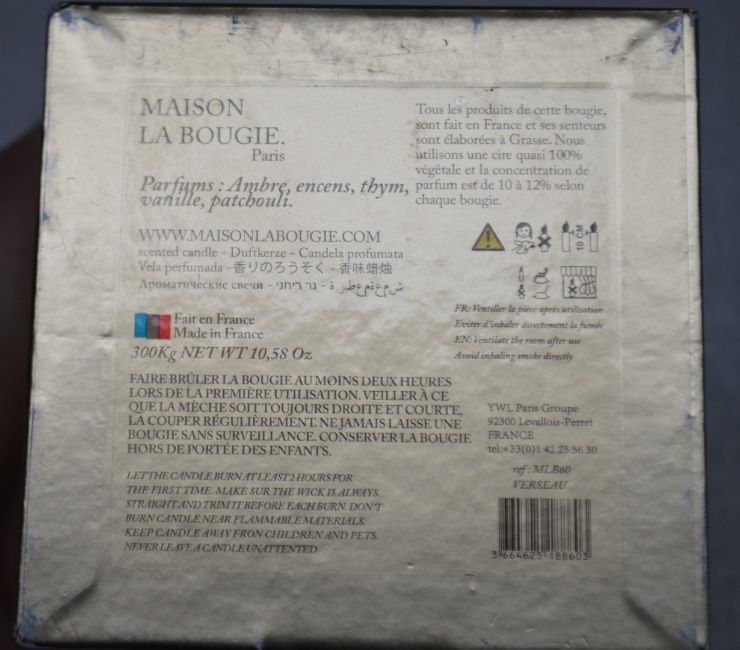 MAISON
LA BOUGIE.
Paris
Parfums : Ambre, encens, thym,
vanille, patchouli.
Tous les produits de cette bougie,
sont fait en France et ses senteurs
sont élaborées à Grasse. Nous
utilisons une cire quasi 100%
végétale et la concentration de
parfum est de 10 à 12% selon
chaque bougie.
WWW.MAISONLABOUGIE.COM
scented candle - Duftkerze - Candela profumata
Vela perfumada - 香りのろうそく - 香味蜡烛
Ароматические свечи - נר ריחני -
10 CM
Fait en France
Made in France
300Kg NET WT 10,58 Oz
FR: Ventiller la pièce après utilisation
Eviter d'inhaler directement la fumée
EN: Ventilate the room after use
Avoid inhaling smoke directly
FAIRE BRÛLER LA BOUGIE AU MOINS DEUX HEURES
LORS DE LA PREMIÈRE UTILISATION. VEILLER À CE
QUE LA MÈCHE SOIT TOUJOURS DROITE ET COURTE,
LA COUPER RÉGULIÈREMENT. NE JAMAIS LAISSE UNE
BOUGIE SANS SURVEILLANCE. CONSERVER LA BOUGIE
HORS DE PORTÉE DES ENFANTS.
LET THE CANDLE BURN AT LEAST 2 HOURS FOR
THE FIRST TIME. MAKE SUR THE WICK IS ALWAYS
STRAIGHT AND TRIM IT BEFORE EACH BURN. DON'T
BURN CANDLE NEAR FLAMMABLE MATERIALS.
KEEP CANDLE AWAY FRON CHILDREN AND PETS.
NEVER LEAVE A CANDLE UNATTENTED
YWL Paris Groupe
92300 Levallois-Perret
FRANCE
tel:+33(0)1 42 25 56 30
ref : MLB60
VERSEAU
3 664625 188603